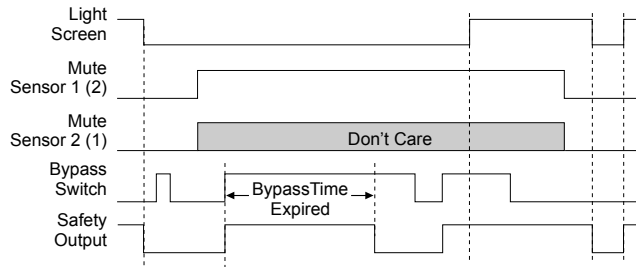 Light
Screen
Mute
Sensor 1 (2)
Mute
Sensor 2 (1)
Don't Care
Bypass
Switch
BypassTime
Expired
Safety
Output